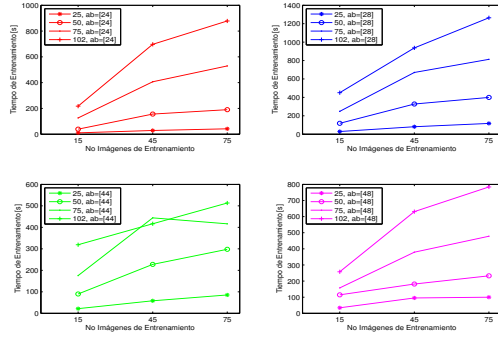 1000
800
600
400
200
0
Tiempo de Entrenamiento[s]
25, ab=[24]
50, ab=[24]
75, ab=[24]
102, ab=[24]
15 45 75
No Imágenes de Entrenamiento
1400
1200
1000
800
600
400
200
0
Tiempo de Entrenamiento[s]
25, ab=[28]
50, ab=[28]
75, ab=[28]
102, ab=[28]
15 45 75
No Imágenes de Entrenamiento
600
500
400
300
200
100
0
Tiempo de Entrenamiento[s]
25, ab=[44]
50, ab=[44]
75, ab=[44]
102, ab=[44]
15 45 75
No Imágenes de Entrenamiento
800
700
600
500
400
300
200
100
0
Tiempo de Entrenamiento[s]
25, ab=[48]
50, ab=[48]
75, ab=[48]
102, ab=[48]
15 45 75
No Imágenes de Entrenamiento